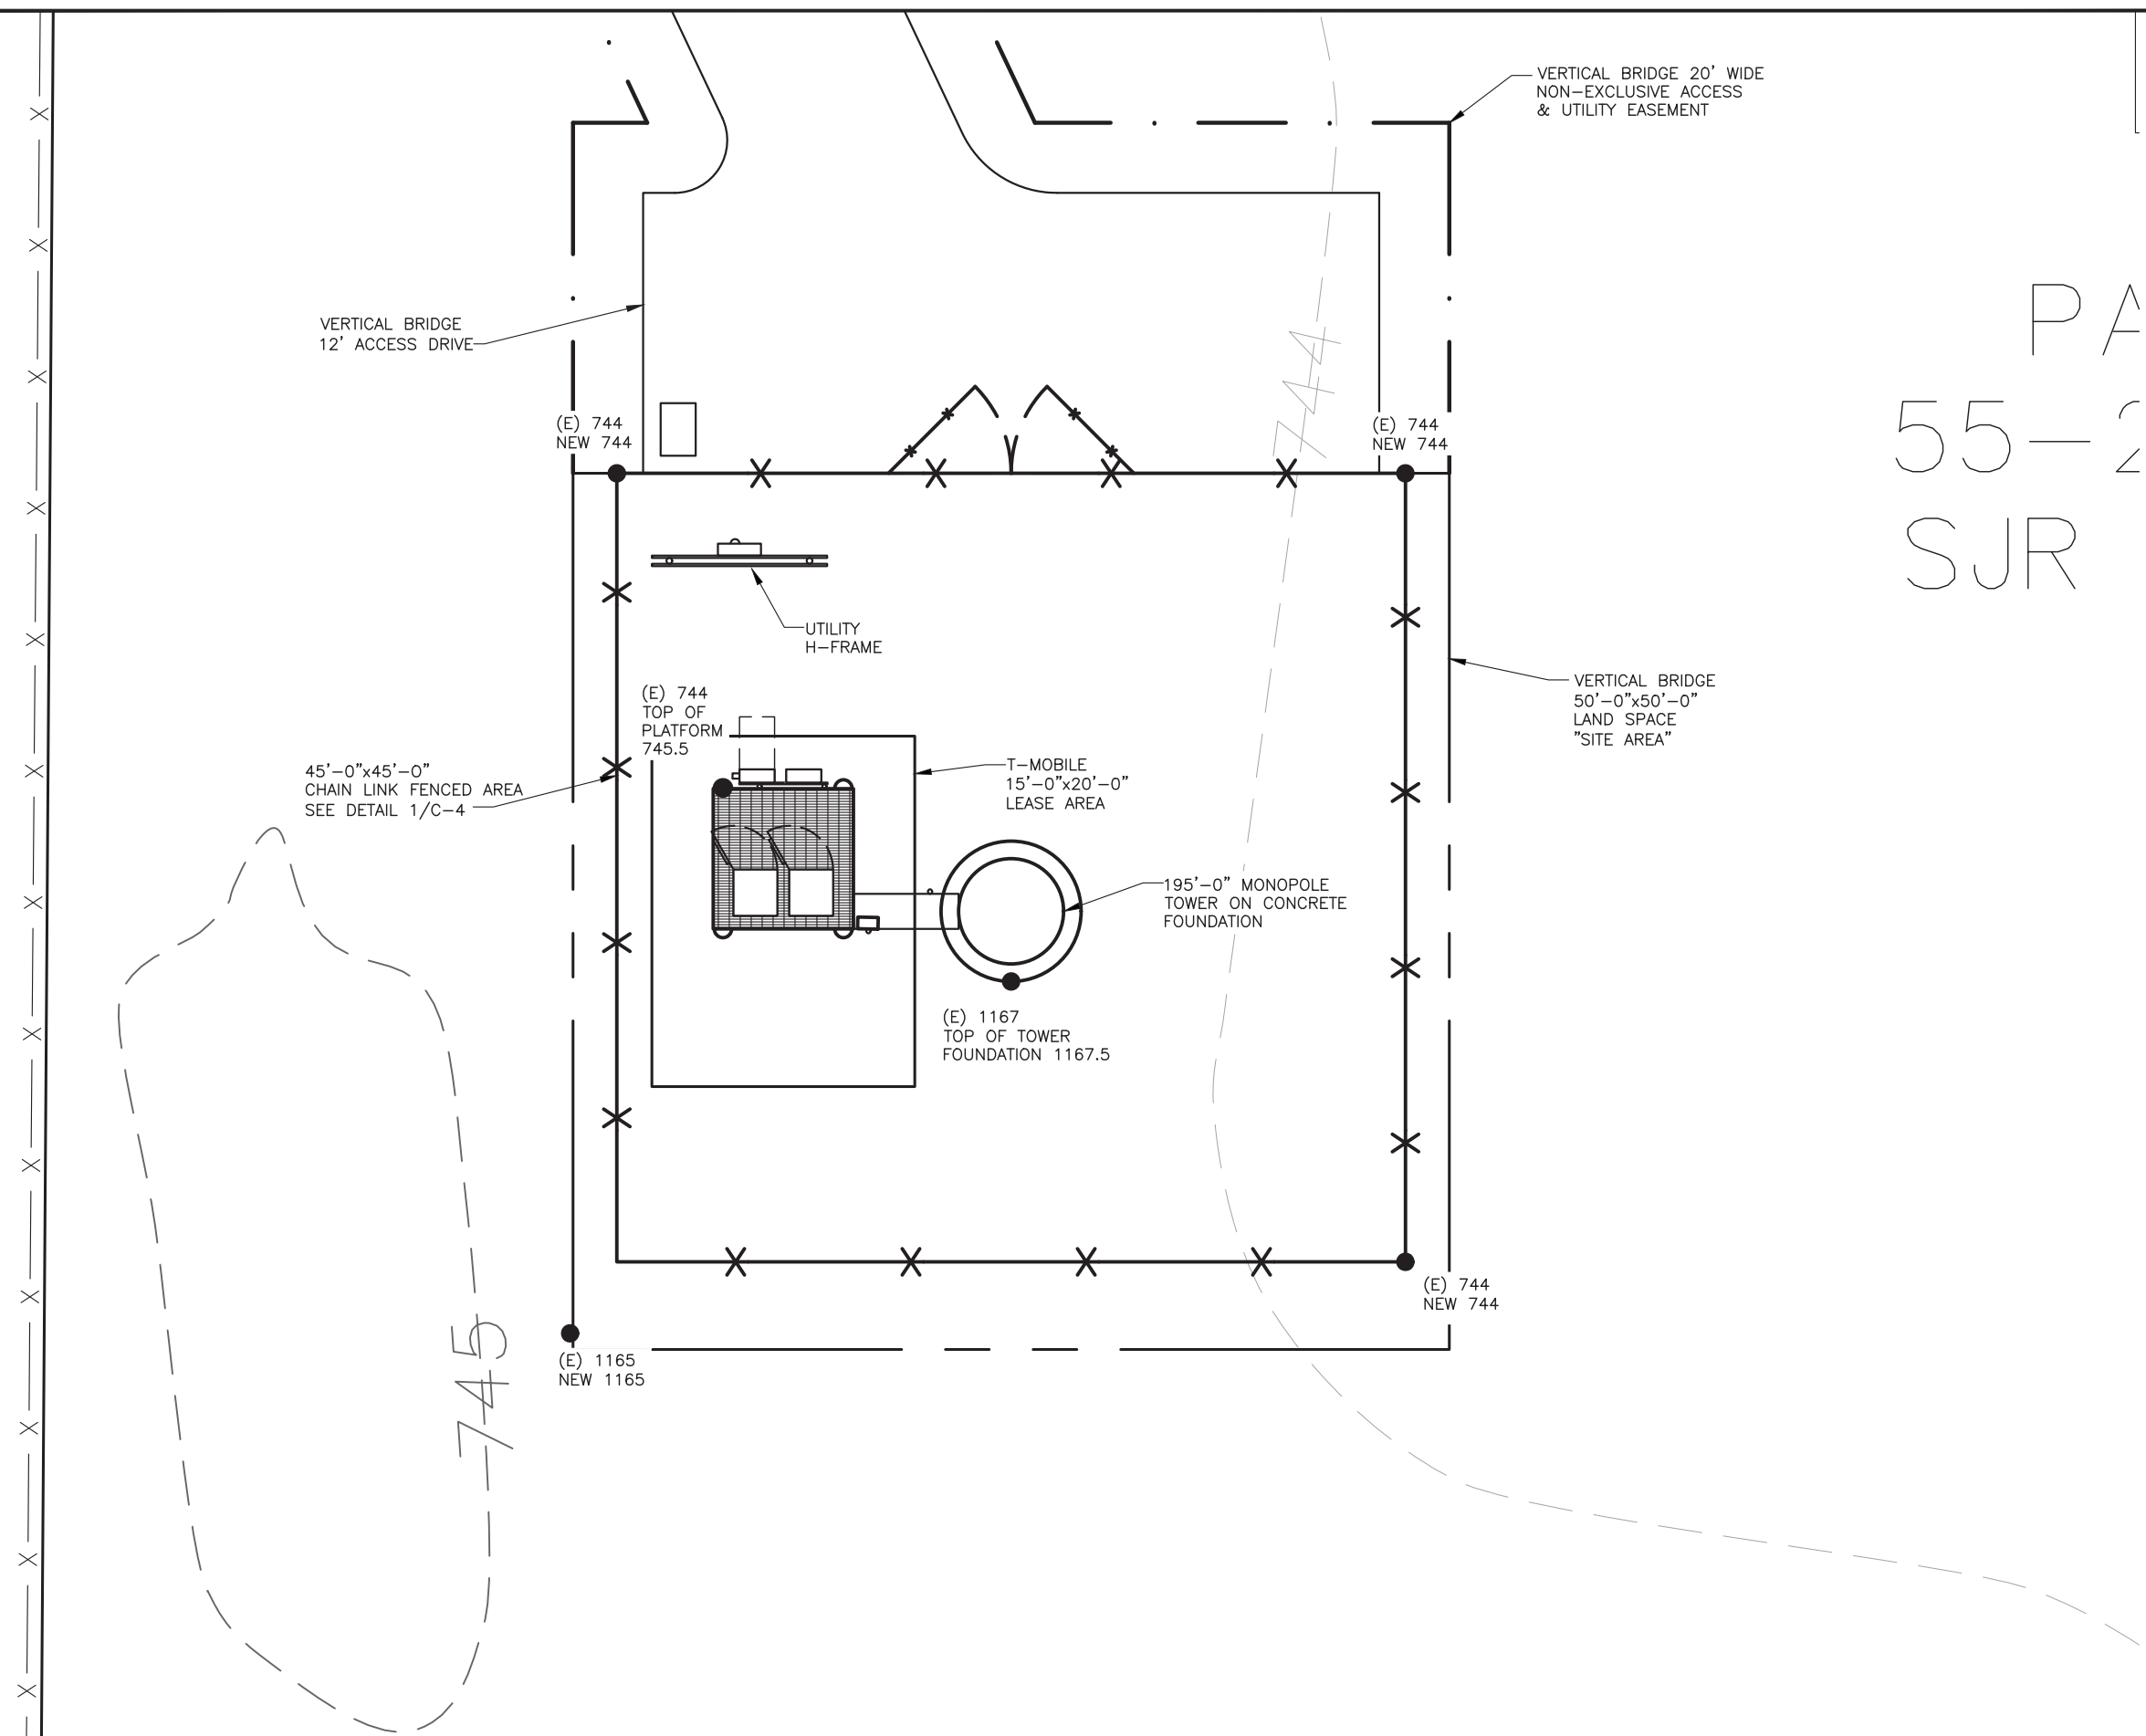 VERTICAL BRIDGE 20' WIDE
NON-EXCLUSIVE ACCESS
& UTILITY EASEMENT
VERTICAL BRIDGE
12' ACCESS DRIVE
(E) 744
NEW 744
(E) 744
NEW 744
744
55-
SJR
UTILITY
H-FRAME
VERTICAL BRIDGE
50'-0"x50'-0"
LAND SPACE
"SITE AREA"
(E) 744
TOP OF
PLATFORM
745.5
45'-0"x45'-0"
CHAIN LINK FENCED AREA
SEE DETAIL 1/C-4
T-MOBILE
15'-0"x20'-0"
LEASE AREA
195'-0" MONOPOLE
TOWER ON CONCRETE
FOUNDATION
(E) 1167
TOP OF TOWER
FOUNDATION 1167.5
(E) 744
NEW 744
(E) 1165
NEW 1165
745